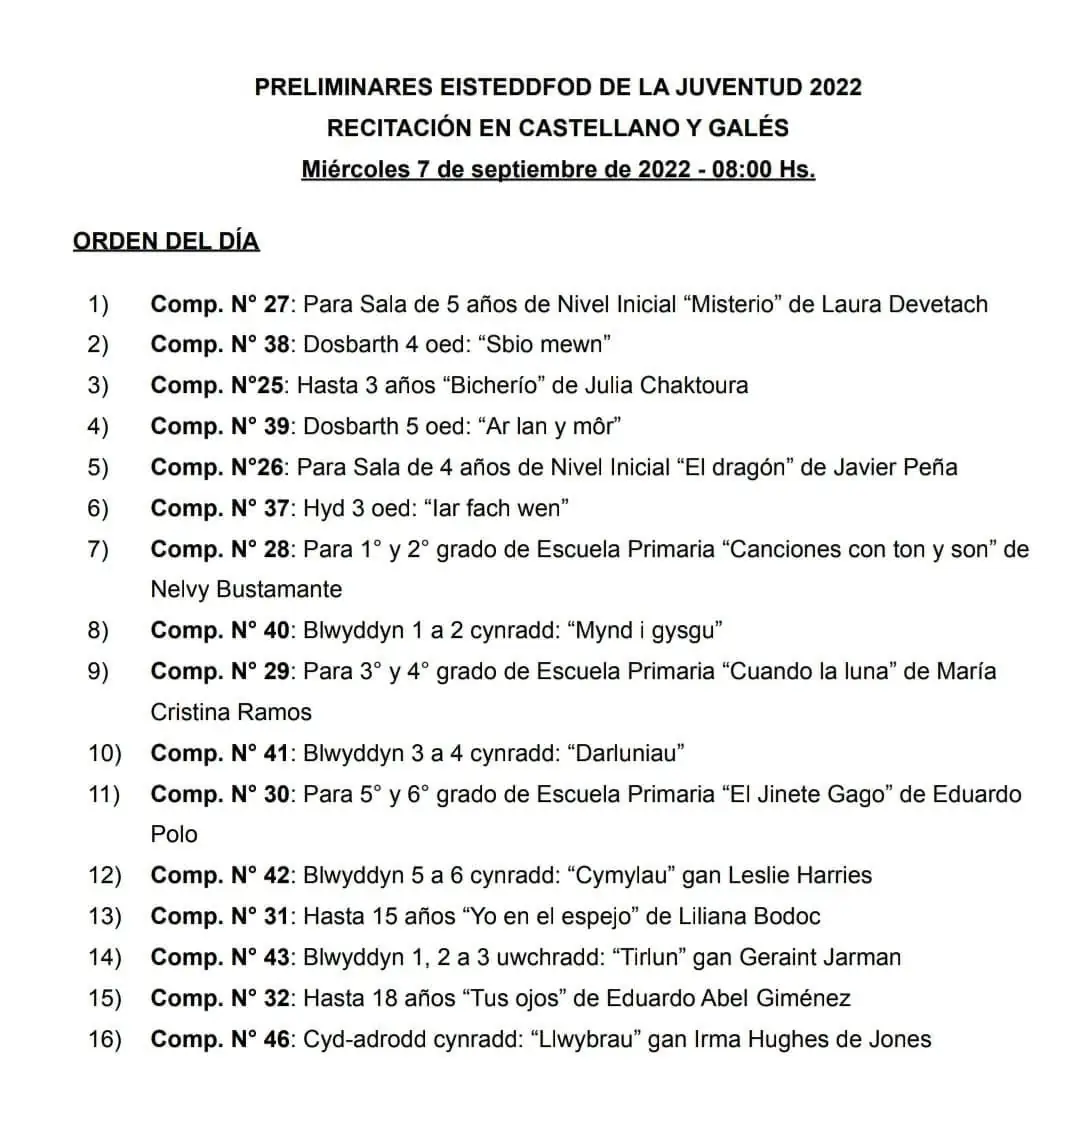 PRELIMINARES EISTEDDFOD DE LA JUVENTUD 2022
RECITACIÓN EN CASTELLANO Y GALÉS
Miércoles 7 de septiembre de 2022 - 08:00 Hs.
ORDEN DEL DÍA
1) Comp. N° 27: Para Sala de 5 años de Nivel Inicial “Misterio” de Laura Devetach
2) Comp. N° 38: Dosbarth 4 oed: “Sbio mewn”
3) Comp. N°25: Hasta 3 años “Bicherío” de Julia Chaktoura
4) Comp. N° 39: Dosbarth 5 oed: “Ar lan y môr”
5) Comp. N°26: Para Sala de 4 años de Nivel Inicial “El dragón” de Javier Peña
6) Comp. N° 37: Hyd 3 oed: “Iar fach wen”
7) Comp. N° 28: Para 1° y 2° grado de Escuela Primaria “Canciones con ton y son” de
Nelvy Bustamante
8) Comp. N° 40: Blwyddyn 1 a 2 cynradd: “Mynd i gysgu”
9) Comp. N° 29: Para 3° y 4° grado de Escuela Primaria “Cuando la luna” de María
Cristina Ramos
10) Comp. N° 41: Blwyddyn 3 a 4 cynradd: “Darluniau”
11) Comp. N° 30: Para 5° y 6° grado de Escuela Primaria “El Jinete Gago” de Eduardo
Polo
12) Comp. N° 42: Blwyddyn 5 a 6 cynradd: “Cymylau” gan Leslie Harries
13) Comp. N° 31: Hasta 15 años “Yo en el espejo” de Liliana Bodoc
14) Comp. N° 43: Blwyddyn 1, 2 a 3 uwchradd: “Tirlun” gan Geraint Jarman
15) Comp. N° 32: Hasta 18 años “Tus ojos” de Eduardo Abel Giménez
16) Comp. N° 46: Cyd-adrodd cynradd: “Llwybrau” gan Irma Hughes de Jones